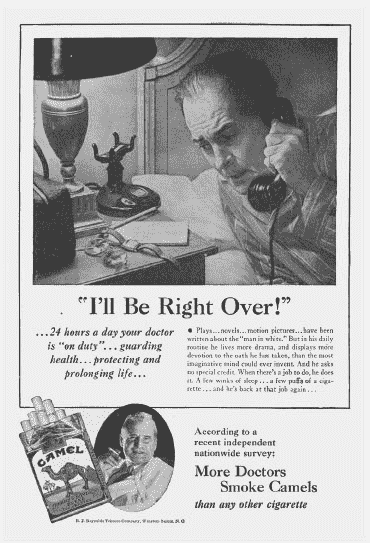 "I'll Be Right Over!"
...24 hours a day your doctor
is "on duty"...guarding
health...protecting and
prolonging life...
● Plays...novels...motion pictures...have been
written about the "man in white." But in his daily
routine he lives more drama, and displays more
devotion to the oath he has taken, than the most
imaginative mind could ever invent. And he asks
no special credit. When there's a job to do, he does
it. A few winks of sleep...a few puffs of a ciga-
rette...and he's back at that job again...
CAMEL
According to a
recent independent
nationwide survey:
More Doctors
Smoke Camels
than any other cigarette
R. J. Reynolds Tobacco Company, Winston-Salem, N. C.